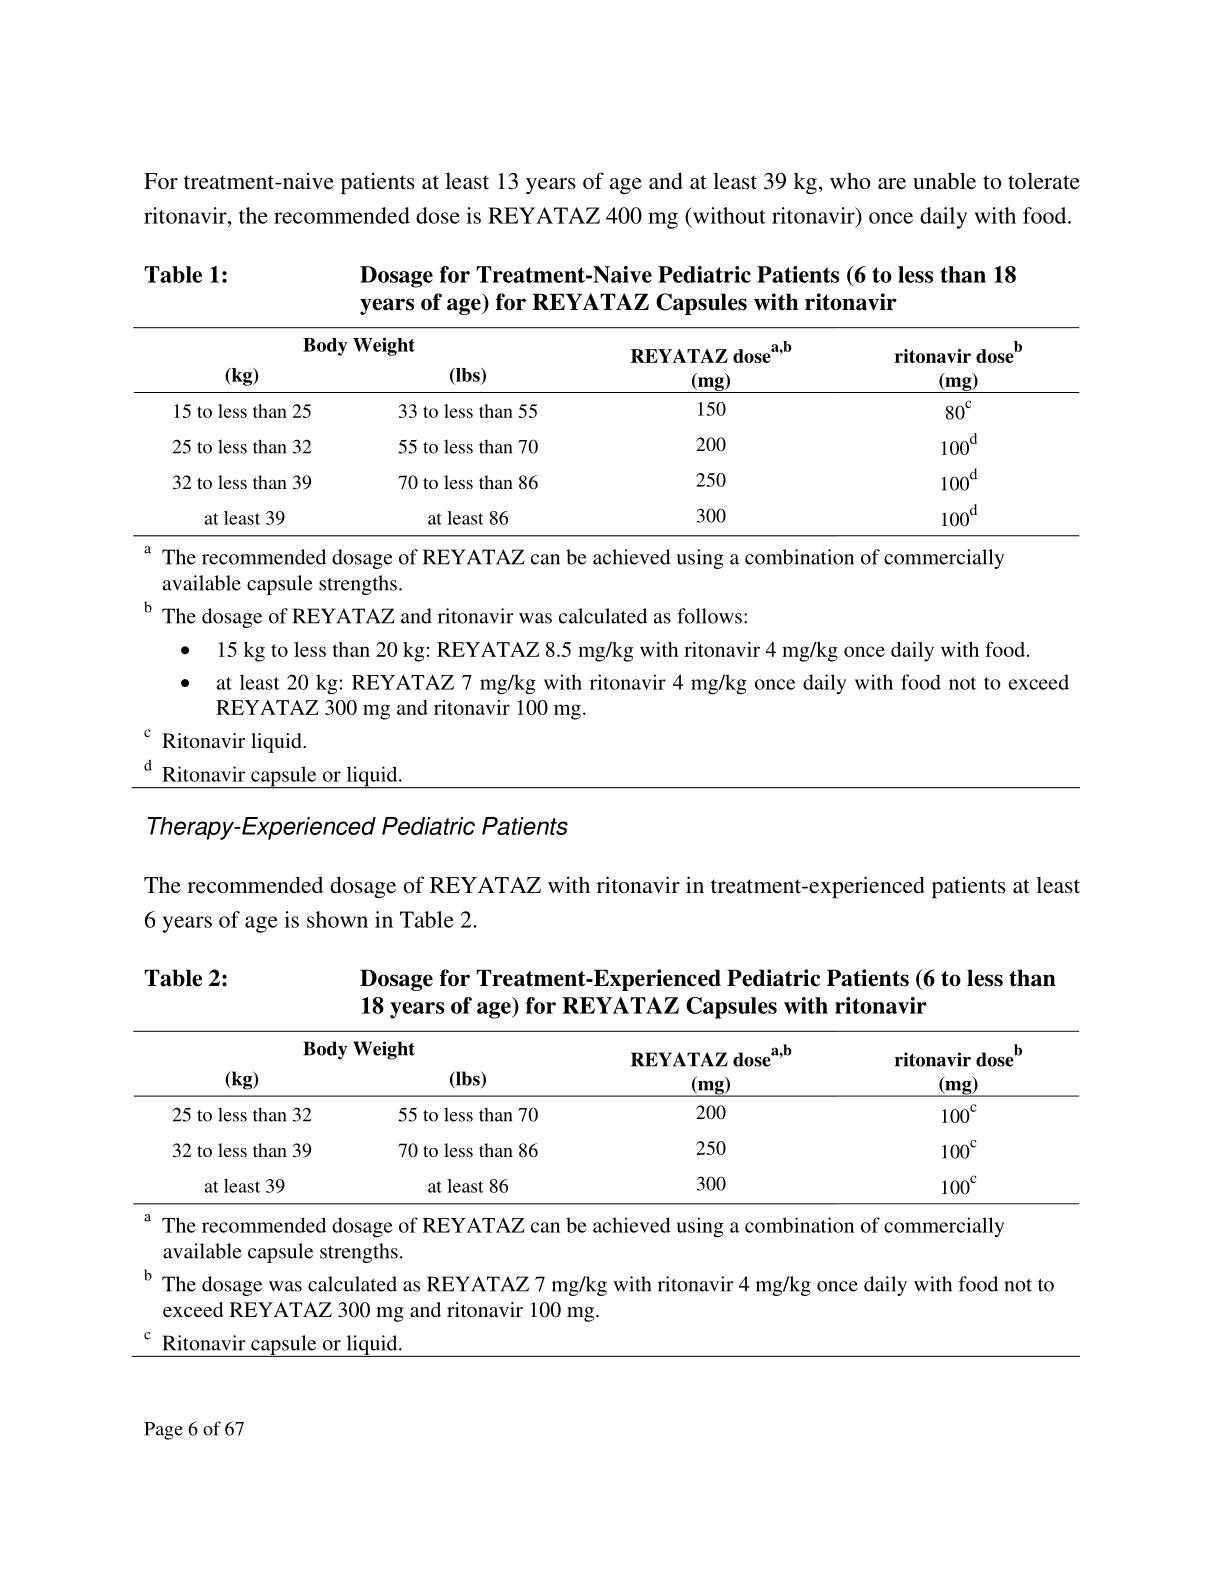 For treatment-naive patients at least 13 years of age and at least 39 kg, who are unable to tolerate
ritonavir, the recommended dose is REYATAZ 400 mg (without ritonavir) once daily with food.
Table 1: Dosage for Treatment-Naive Pediatric Patients (6 to less than 18
years of age) for REYATAZ Capsules with ritonavir
Body Weight REYATAZ dose a,b ritonavir dose b
(kg) (lbs) (mg) (mg)
15 to less than 25 33 to less than 55 150 80 c
25 to less than 32 55 to less than 70 200 100 d
32 to less than 39 70 to less than 86 250 100 d
at least 39 at least 86 300 100 d
a The recommended dosage of REYATAZ can be achieved using a combination of commercially
available capsule strengths.
b The dosage of REYATAZ and ritonavir was calculated as follows:
• 15 kg to less than 20 kg: REYATAZ 8.5 mg/kg with ritonavir 4 mg/kg once daily with food.
• at least 20 kg: REYATAZ 7 mg/kg with ritonavir 4 mg/kg once daily with food not to exceed
REYATAZ 300 mg and ritonavir 100 mg.
c Ritonavir liquid.
d Ritonavir capsule or liquid.
Therapy-Experienced Pediatric Patients
The recommended dosage of REYATAZ with ritonavir in treatment-experienced patients at least
6 years of age is shown in Table 2.
Table 2: Dosage for Treatment-Experienced Pediatric Patients (6 to less than
18 years of age) for REYATAZ Capsules with ritonavir
Body Weight REYATAZ dose a,b ritonavir dose b
(kg) (lbs) (mg) (mg)
25 to less than 32 55 to less than 70 200 100 c
32 to less than 39 70 to less than 86 250 100 c
at least 39 at least 86 300 100 c
a The recommended dosage of REYATAZ can be achieved using a combination of commercially
available capsule strengths.
b The dosage was calculated as REYATAZ 7 mg/kg with ritonavir 4 mg/kg once daily with food not to
exceed REYATAZ 300 mg and ritonavir 100 mg.
c Ritonavir capsule or liquid.
Page 6 of 67